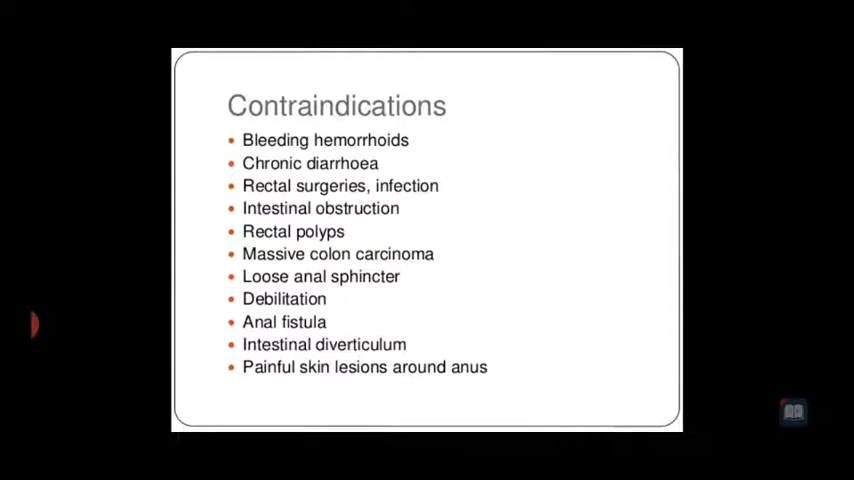 Contraindications
• Bleeding hemorrhoids
• Chronic diarrhoea
• Rectal surgeries, infection
• Intestinal obstruction
• Rectal polyps
• Massive colon carcinoma
• Loose anal sphincter
• Debilitation
• Anal fistula
• Intestinal diverticulum
• Painful skin lesions around anus